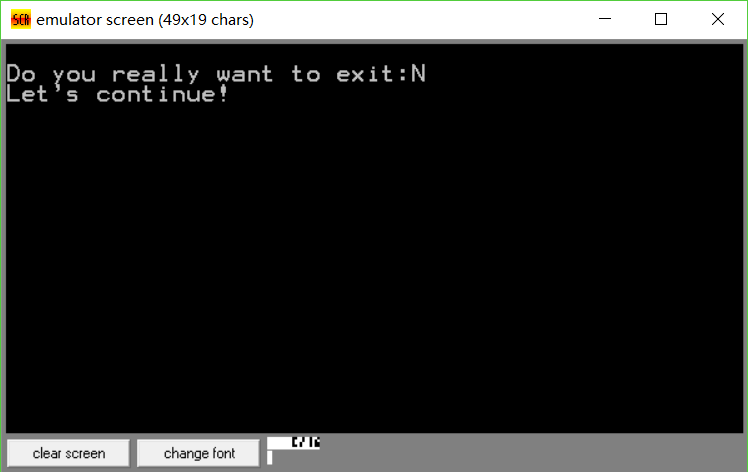 emulator screen (49x19 chars)
Do you really want to exit:N
Let's continue!
clear screen
change font